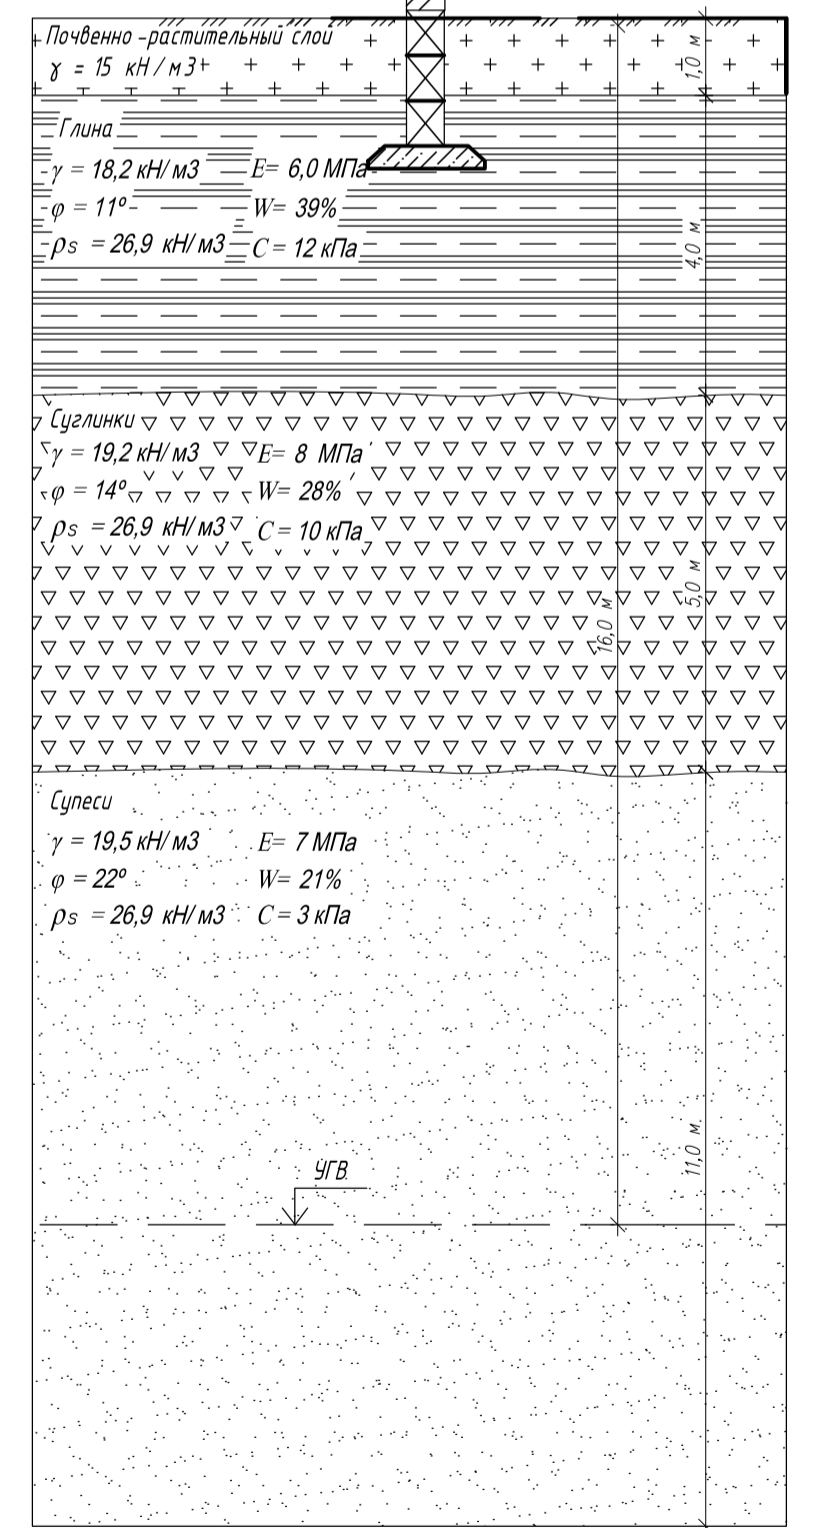 Почвенно-растительный слой
γ = 15 кН/м3
1,0 м
Глина
γ = 18,2 кН/м3 E= 6,0 МПа
φ = 11º W= 39%
ρs = 26,9 кН/м3 C = 12 кПа
4,0 м
Суглинки
γ = 19,2 кН/м3 E= 8 МПа
φ = 14º W= 28%
ρs = 26,9 кН/м3 C = 10 кПа
5,0 м
16,0 м
Супеси
γ = 19,5 кН/м3 E= 7 МПа
φ = 22º W= 21%
ρs = 26,9 кН/м3 C = 3 кПа
11,0 м.
УГВ.